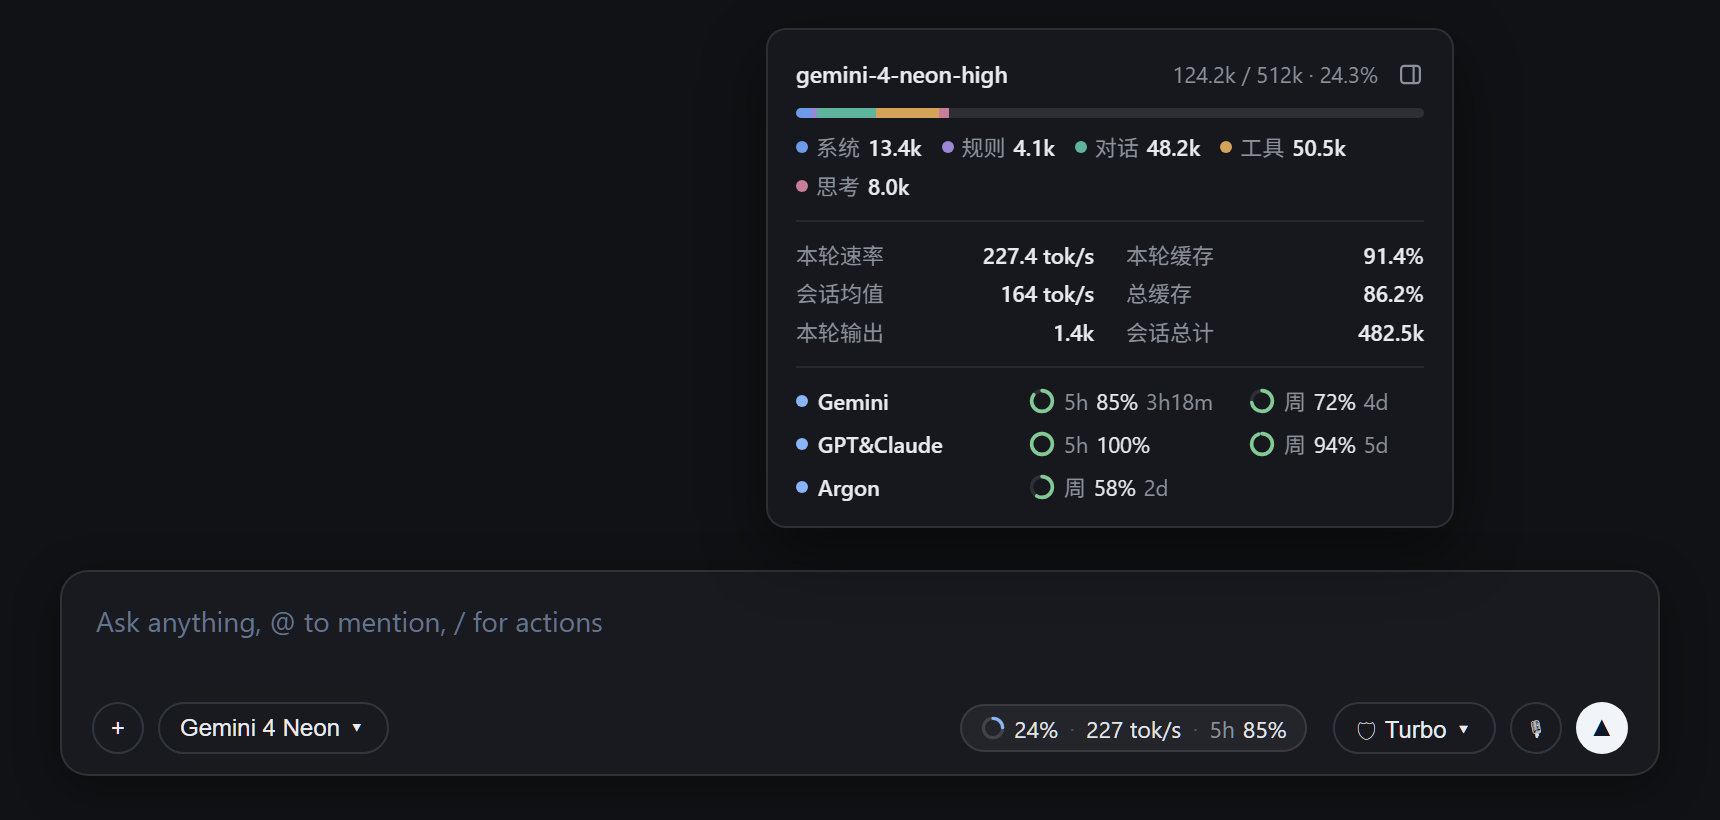 gemini-4-neon-high 124.2k / 512k · 24.3%
系统 13.4k 规则 4.1k 对话 48.2k 工具 50.5k
思考 8.0k
本轮速率 227.4 tok/s 本轮缓存 91.4%
会话均值 164 tok/s 总缓存 86.2%
本轮输出 1.4k 会话总计 482.5k
Gemini 5h 85% 3h18m 周 72% 4d
GPT&Claude 5h 100% 周 94% 5d
Argon 周 58% 2d
Ask anything, @ to mention, / for actions
+ Gemini 4 Neon ▾ 24% · 227 tok/s · 5h 85% Turbo ▾